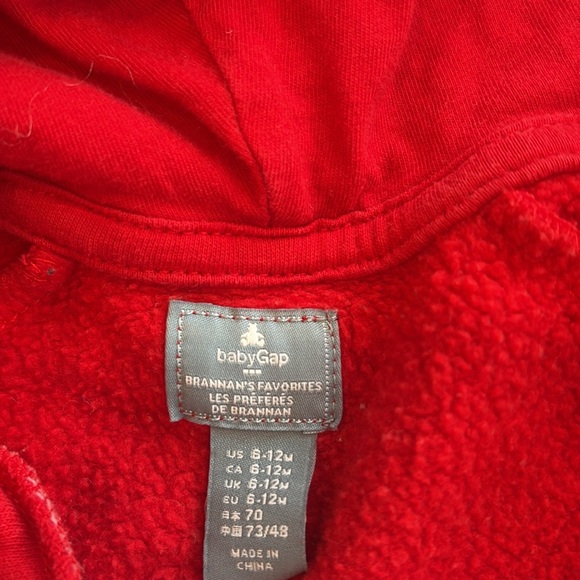 babyGap
BRANNAN'S FAVORITES
LES PRÉFÉRÉS
DE BRANNAN
US 6-12M
CA 6-12M
UK 6-12M
EU 6-12M
日本 70
中国 73/48
MADE IN
CHINA